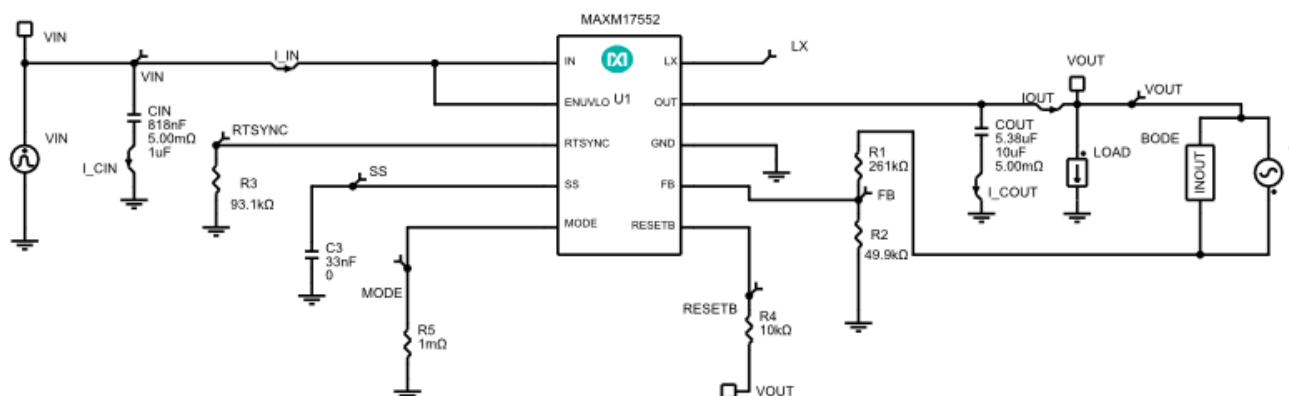 MAXM17552
VIN
I_IN
LX
VIN
IN
LX
VOUT
CIN
818nF
5.00mΩ
1uF
ENUVLO
U1
OUT
IOUT
VOUT
VIN
RTSYNC
RTSYNC
GND
COUT
5.38uF
10uF
5.00mΩ
LOAD
BODE
INOUT
I_CIN
R1
261kΩ
R3
93.1kΩ
SS
SS
FB
FB
I_COUT
MODE
RESETB
R2
49.9kΩ
C3
33nF
0
MODE
RESETB
R4
10kΩ
R5
1mΩ
VOUT